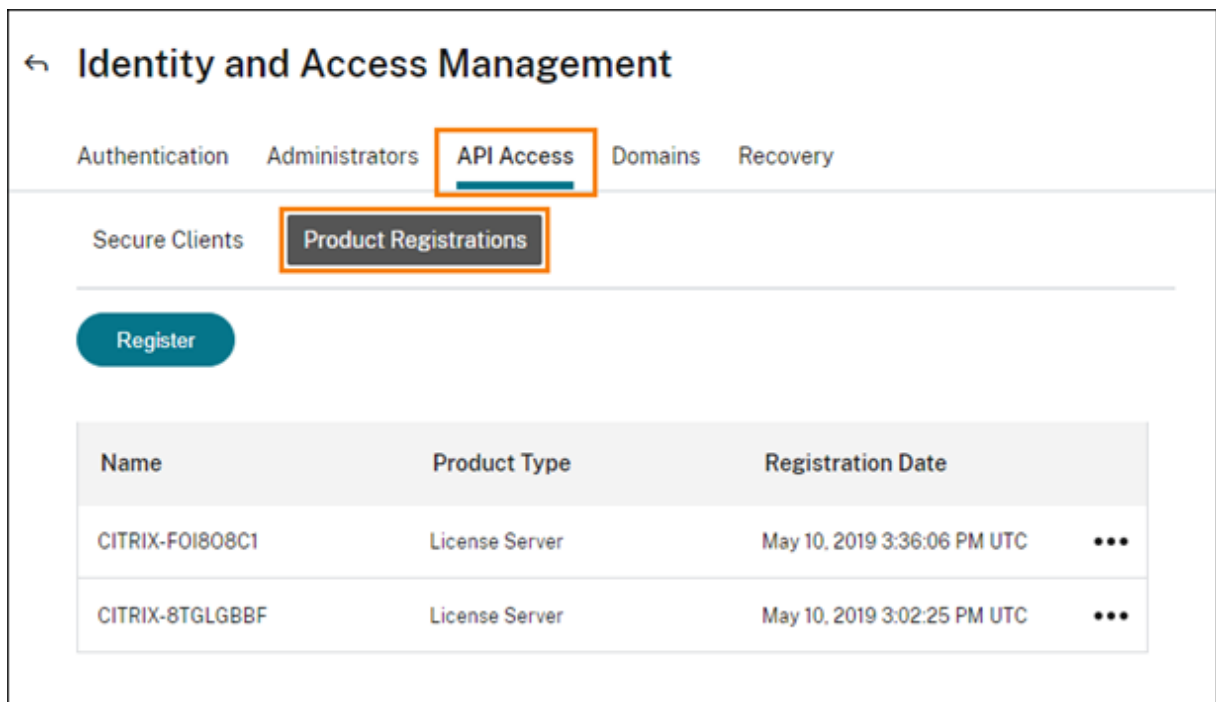 Identity and Access Management
Authentication Administrators API Access Domains Recovery
Secure Clients Product Registrations
Register
Name Product Type Registration Date
CITRIX-FOI8O8C1 License Server May 10, 2019 3:36:06 PM UTC
CITRIX-8TGLGBBF License Server May 10, 2019 3:02:25 PM UTC